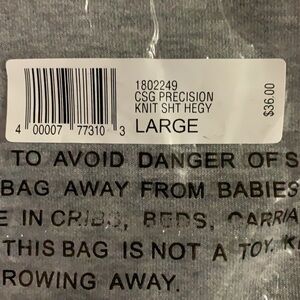 1802249
CSG PRECISION
KNIT SHT HEGY
LARGE
$36.00
4 00007 77310 3
TO AVOID DANGER OF S
BAG AWAY FROM BABIES
E IN CRIBS, BEDS, CARRIA
THIS BAG IS NOT A TOY. K
ROWING AWAY.